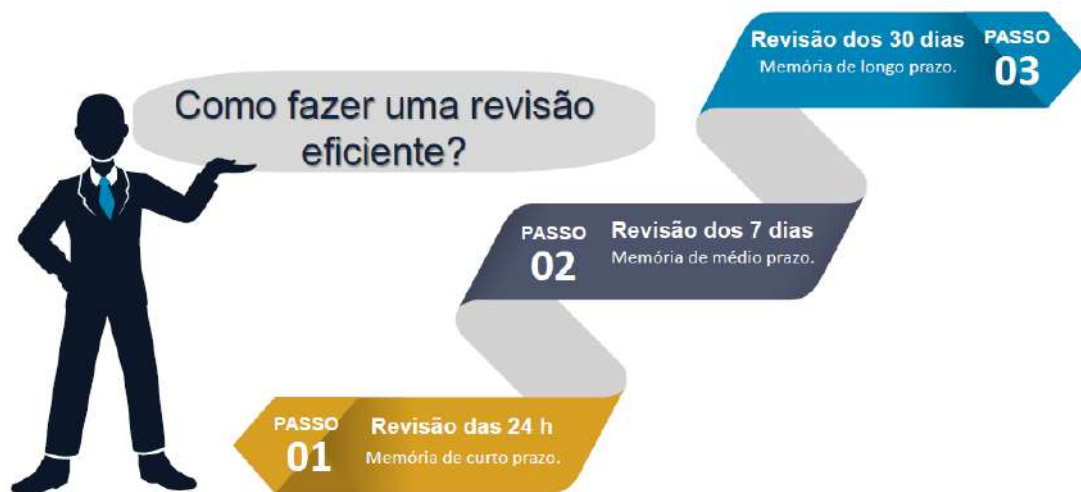 Como fazer uma revisão
eficiente?
Revisão dos 30 dias
Memória de longo prazo.
PASSO
03
PASSO
02
Revisão dos 7 dias
Memória de médio prazo.
PASSO
01
Revisão das 24 h
Memória de curto prazo.